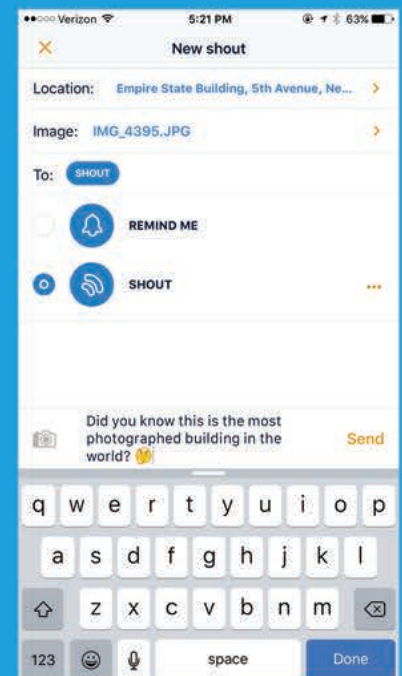 Verizon 5:21 PM 63%
New shout
Location: Empire State Building, 5th Avenue, Ne... >
Image: IMG_4395.JPG >
To: SHOUT
REMIND ME
SHOUT ...
Did you know this is the most
photographed building in the
world? 🤔
Send
q w e r t y u i o p
a s d f g h j k l
z x c v b n m
123 space Done